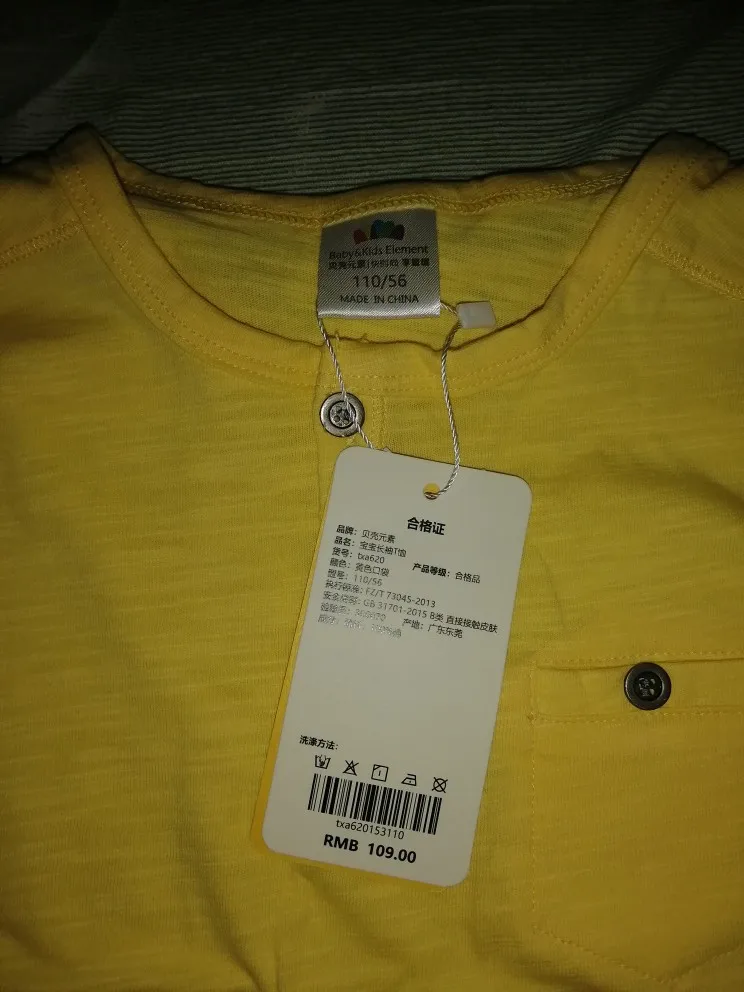 Baby&Kids Element
贝壳元素
110/56
MADE IN CHINA
合格证
品牌: 贝壳元素
品名: 宝宝长袖T恤
货号: txa620
产品等级: 合格品
颜色: 黄色口袋
型号: 110/56
执行标准: FZ/T 73045-2013
安全类别: GB 31701-2015 B类 直接接触皮肤
产地: 广东东莞
洗涤方法:
txa620153110
RMB 109.00